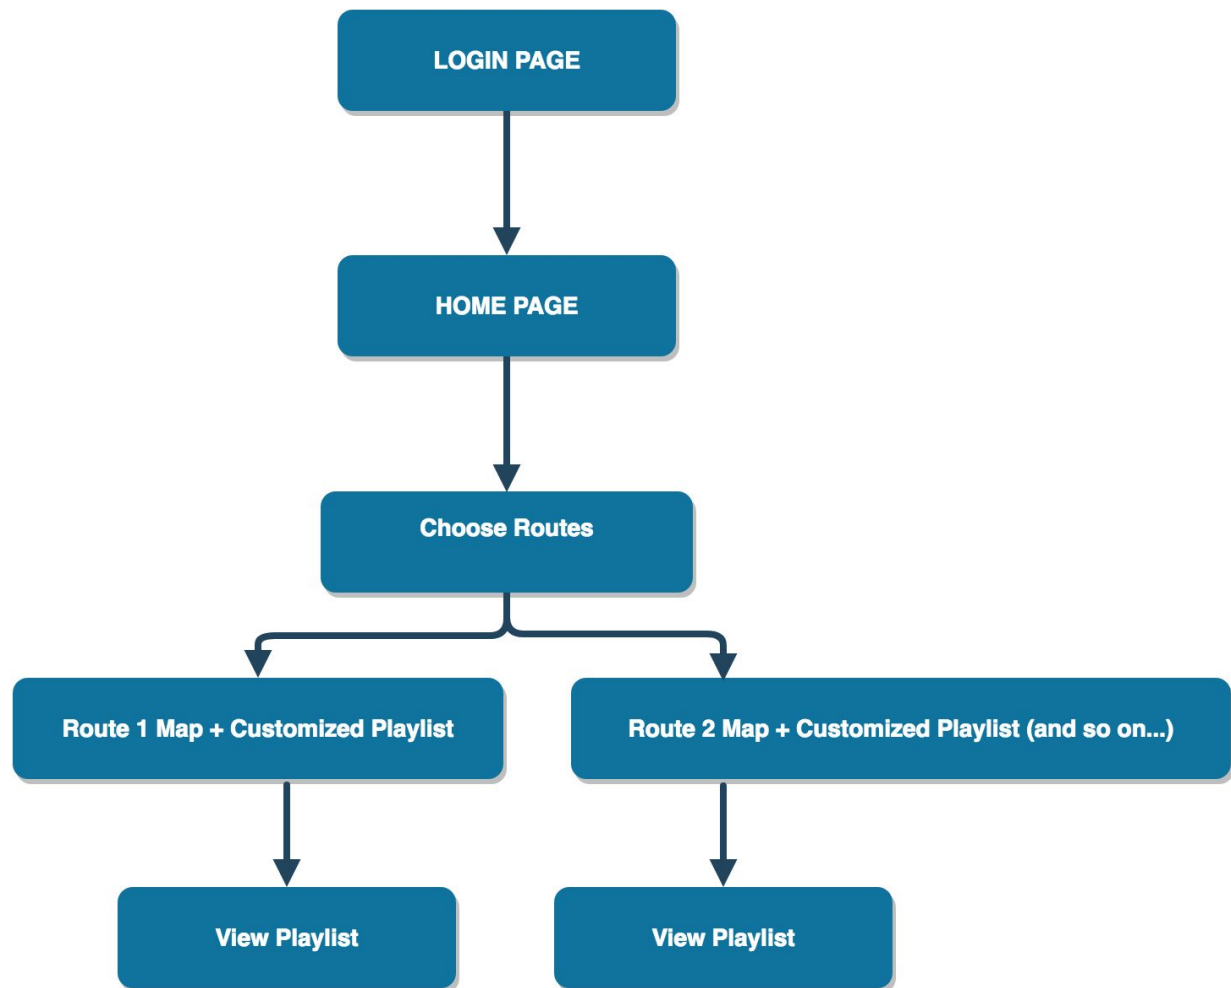 LOGIN PAGE
HOME PAGE
Choose Routes
Route 1 Map + Customized Playlist
Route 2 Map + Customized Playlist (and so on...)
View Playlist
View Playlist